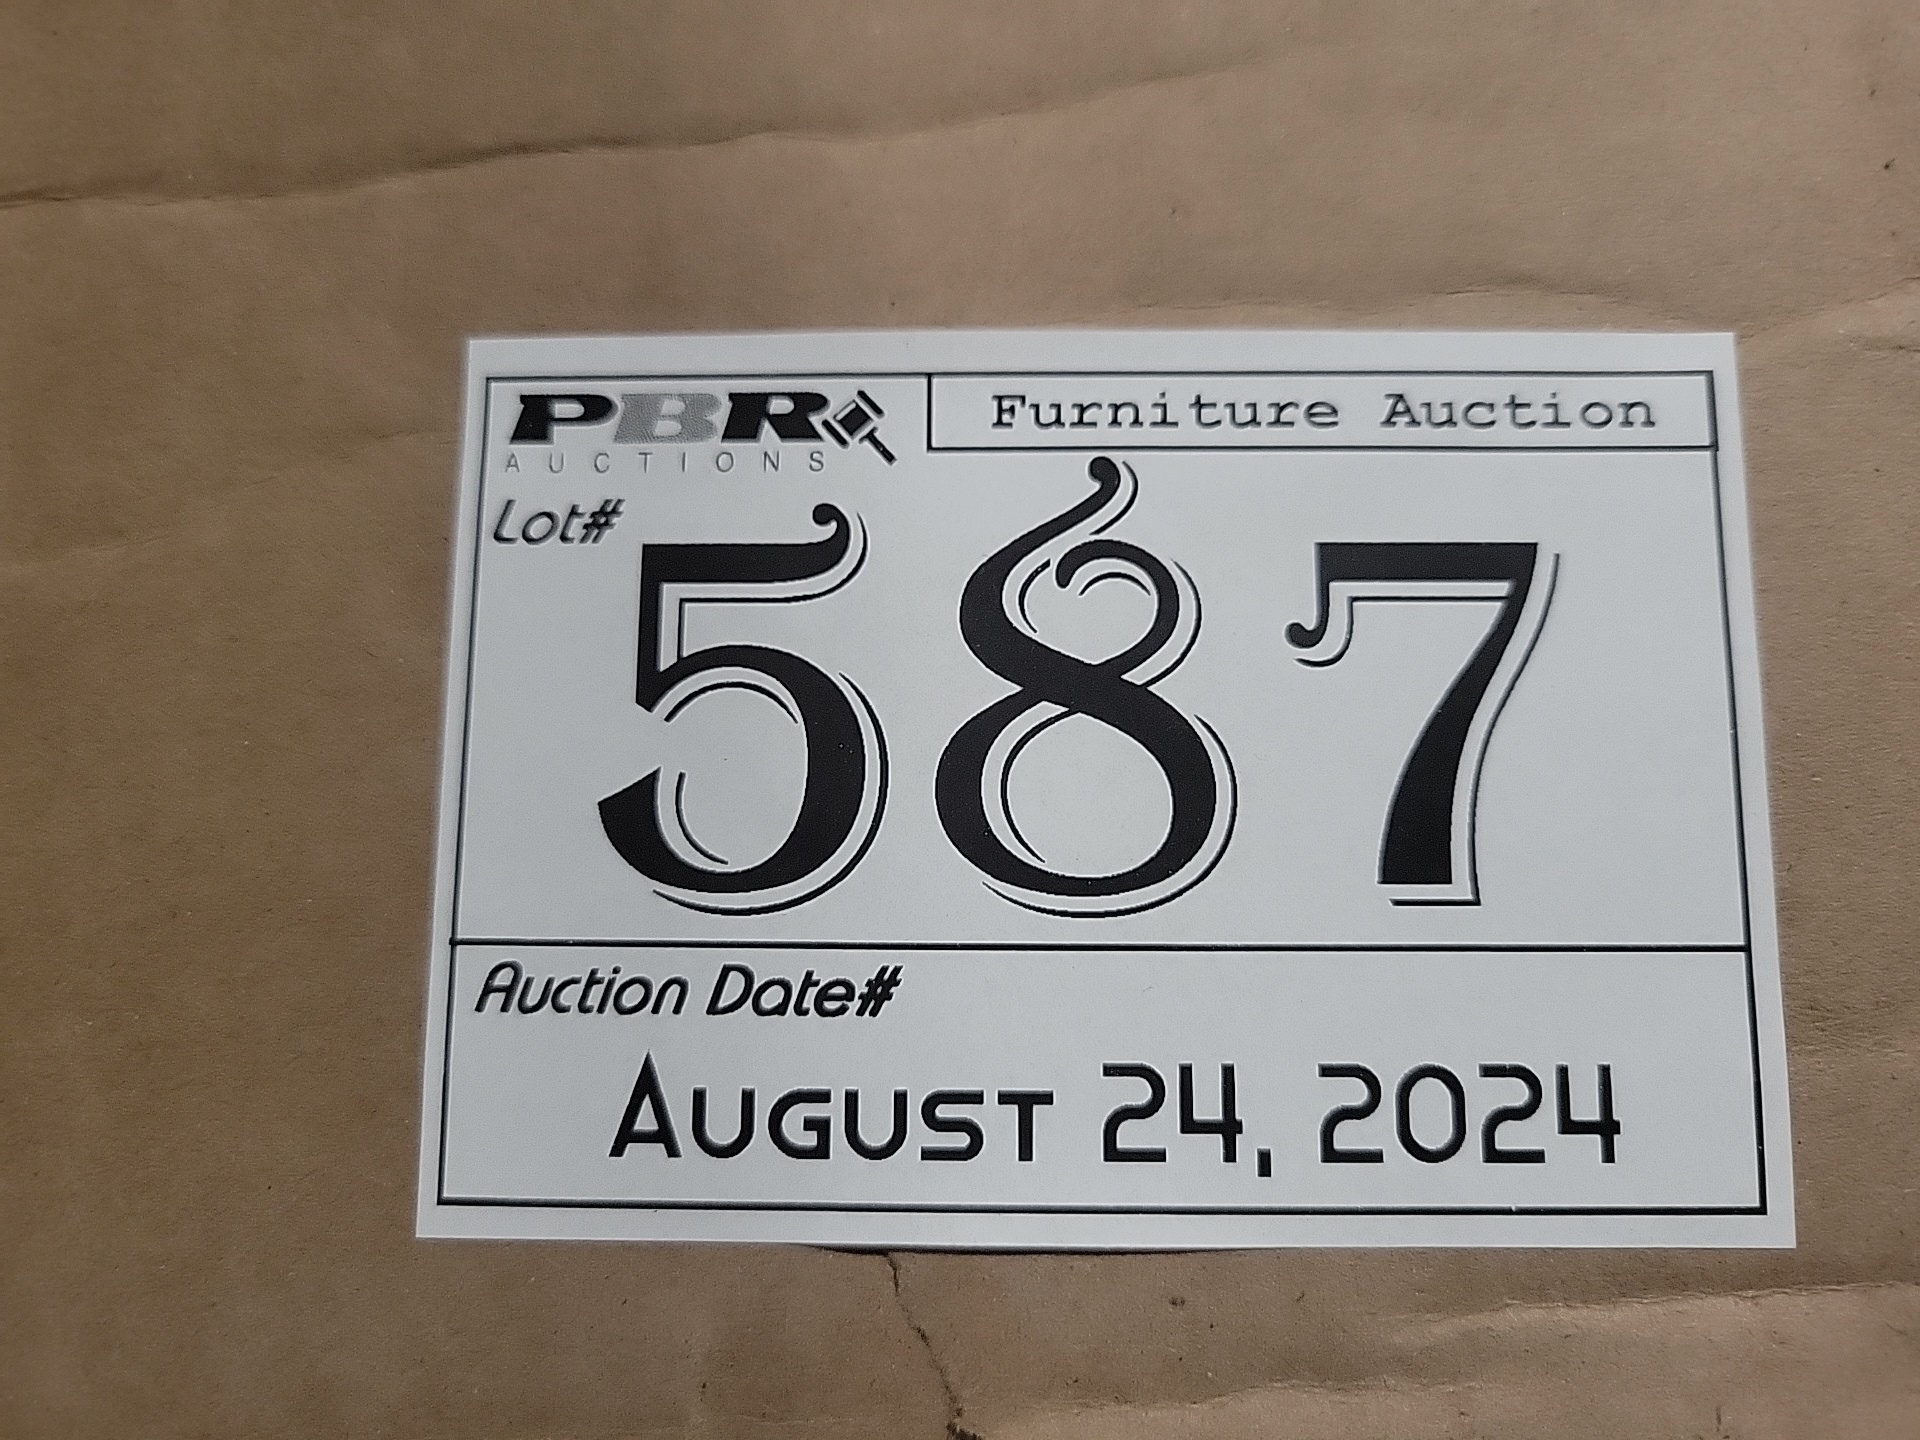 PBR
AUCTIONS
Furniture Auction
Lot#
587
Auction Date#
AUGUST 24, 2024